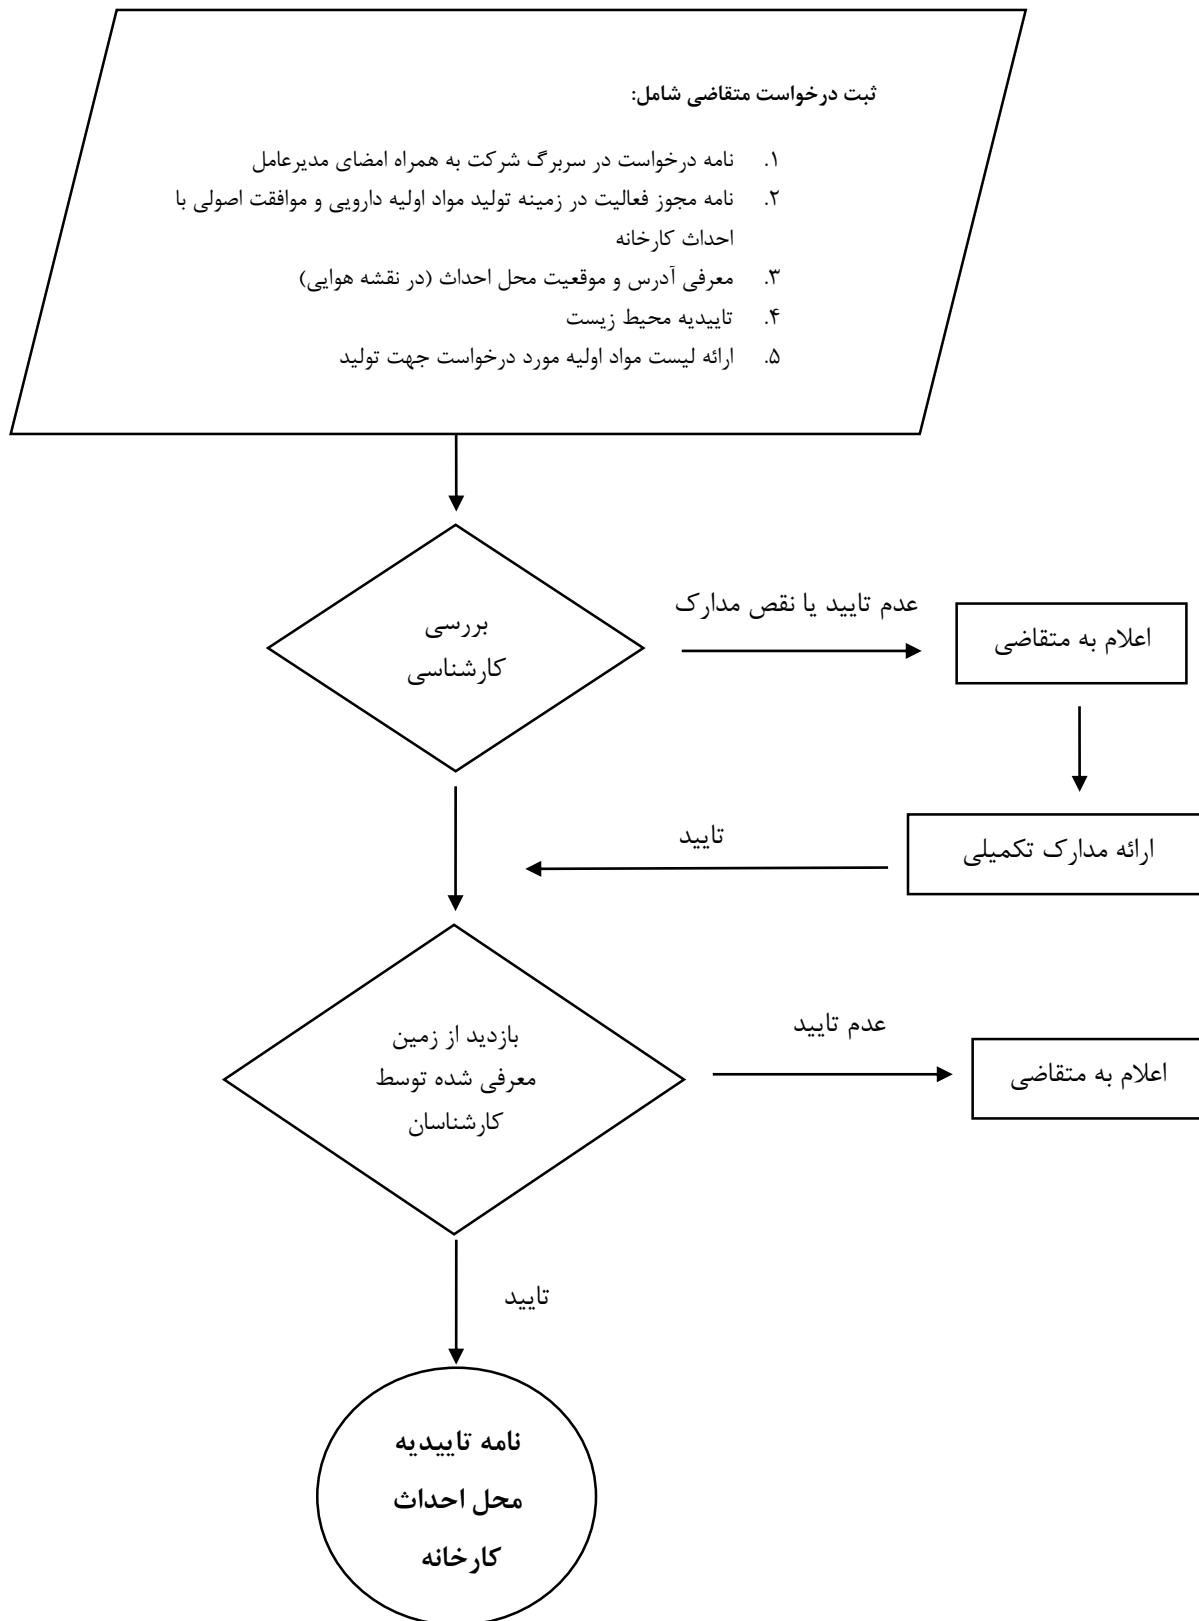 ثبت درخواست متقاضی شامل:
۱. نامه درخواست در سربرگ شرکت به همراه امضای مدیرعامل
۲. نامه مجوز فعالیت در زمینه تولید مواد اولیه دارویی و موافقت اصولی با
احداث کارخانه
۳. معرفی آدرس و موقعیت محل احداث (در نقشه هوایی)
۴. تاییدیه محیط زیست
۵. ارائه لیست مواد اولیه مورد درخواست جهت تولید
بررسی
کارشناسی
عدم تایید یا نقص مدارک
اعلام به متقاضی
ارائه مدارک تکمیلی
تایید
بازدید از زمین
معرفی شده توسط
کارشناسان
عدم تایید
اعلام به متقاضی
تایید
نامه تاییدیه
محل احداث
کارخانه